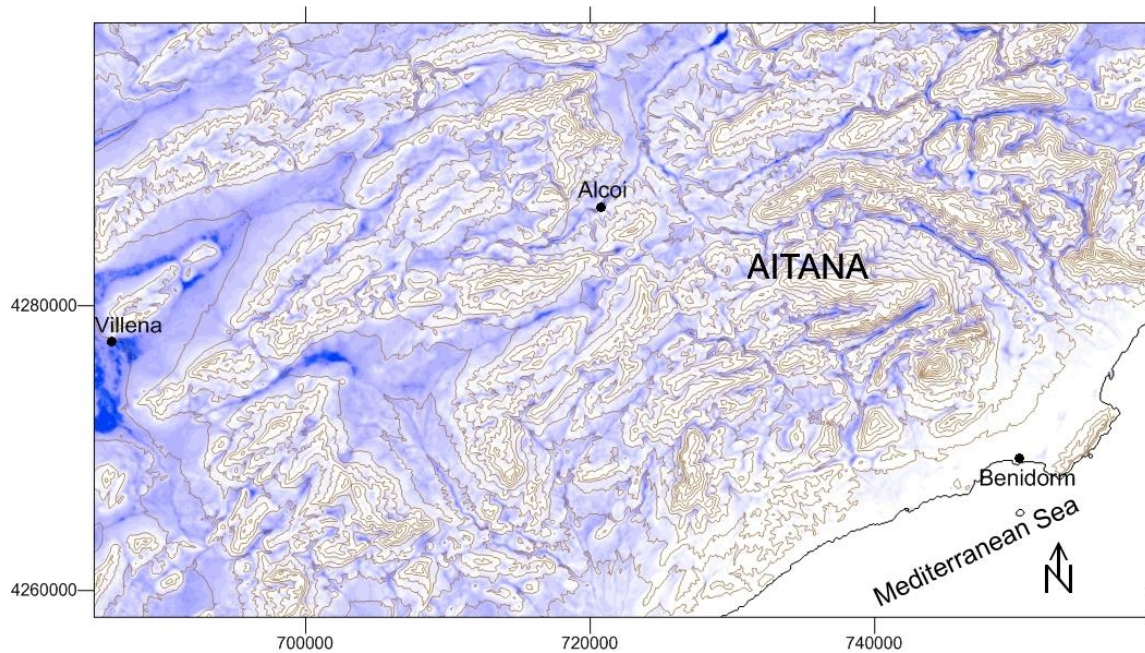 Alcoi
AITANA
4280000
Villena
Benidorm
Mediterranean Sea
N
4260000
700000
720000
740000